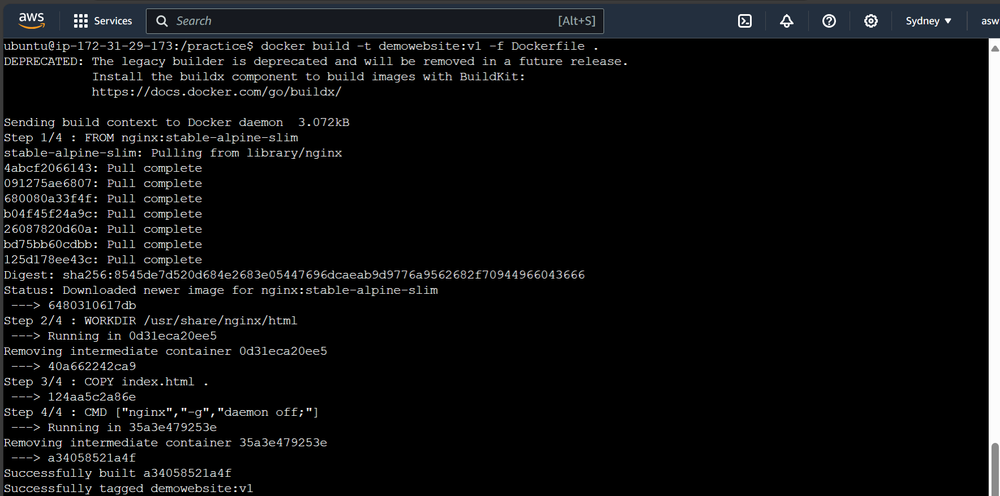 aws Services Search [Alt+S] Sydney asw
ubuntu@ip-172-31-29-173:/practice$ docker build -t demowebsite:v1 -f Dockerfile .
DEPRECATED: The legacy builder is deprecated and will be removed in a future release.
            Install the buildx component to build images with BuildKit:
            https://docs.docker.com/go/buildx/

Sending build context to Docker daemon  3.072kB
Step 1/4 : FROM nginx:stable-alpine-slim
stable-alpine-slim: Pulling from library/nginx
4abcf2066143: Pull complete
091275ae6807: Pull complete
680080a33f4f: Pull complete
b04f45f24a9c: Pull complete
26087820d60a: Pull complete
bd75bb60cdbb: Pull complete
125d178ee43c: Pull complete
Digest: sha256:8545de7d520d684e2683e05447696dcaeab9d9776a9562682f70944966043666
Status: Downloaded newer image for nginx:stable-alpine-slim
 ---> 6480310617db
Step 2/4 : WORKDIR /usr/share/nginx/html
 ---> Running in 0d31eca20ee5
Removing intermediate container 0d31eca20ee5
 ---> 40a662242ca9
Step 3/4 : COPY index.html .
 ---> 124aa5c2a86e
Step 4/4 : CMD ["nginx","-g","daemon off;"]
 ---> Running in 35a3e479253e
Removing intermediate container 35a3e479253e
 ---> a34058521a4f
Successfully built a34058521a4f
Successfully tagged demowebsite:v1